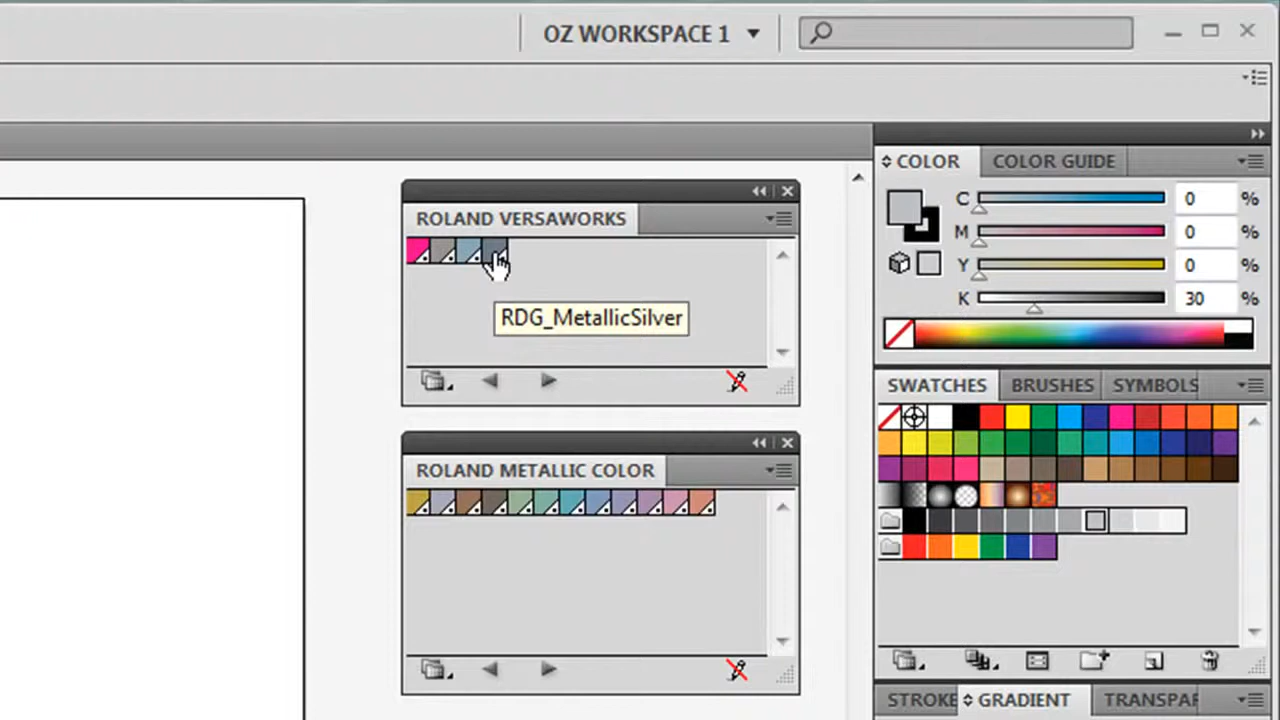 OZ WORKSPACE 1
COLOR COLOR GUIDE
ROLAND VERSAWORKS
C 0 %
M 0 %
Y 0 %
K 30 %
RDG_MetallicSilver
SWATCHES BRUSHES SYMBOLS
ROLAND METALLIC COLOR
STROKE GRADIENT TRANSPAR